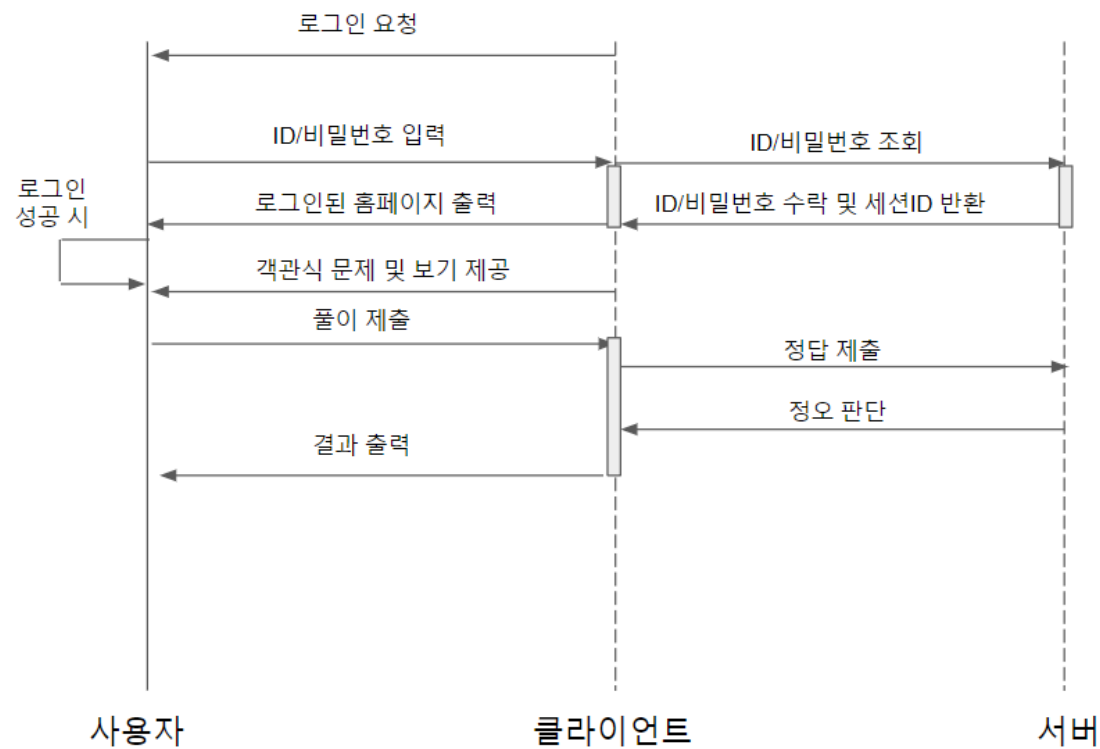 로그인 요청
ID/비밀번호 입력
ID/비밀번호 조회
로그인
성공 시
로그인된 홈페이지 출력
ID/비밀번호 수락 및 세션ID 반환
객관식 문제 및 보기 제공
풀이 제출
정답 제출
정오 판단
결과 출력
사용자
클라이언트
서버